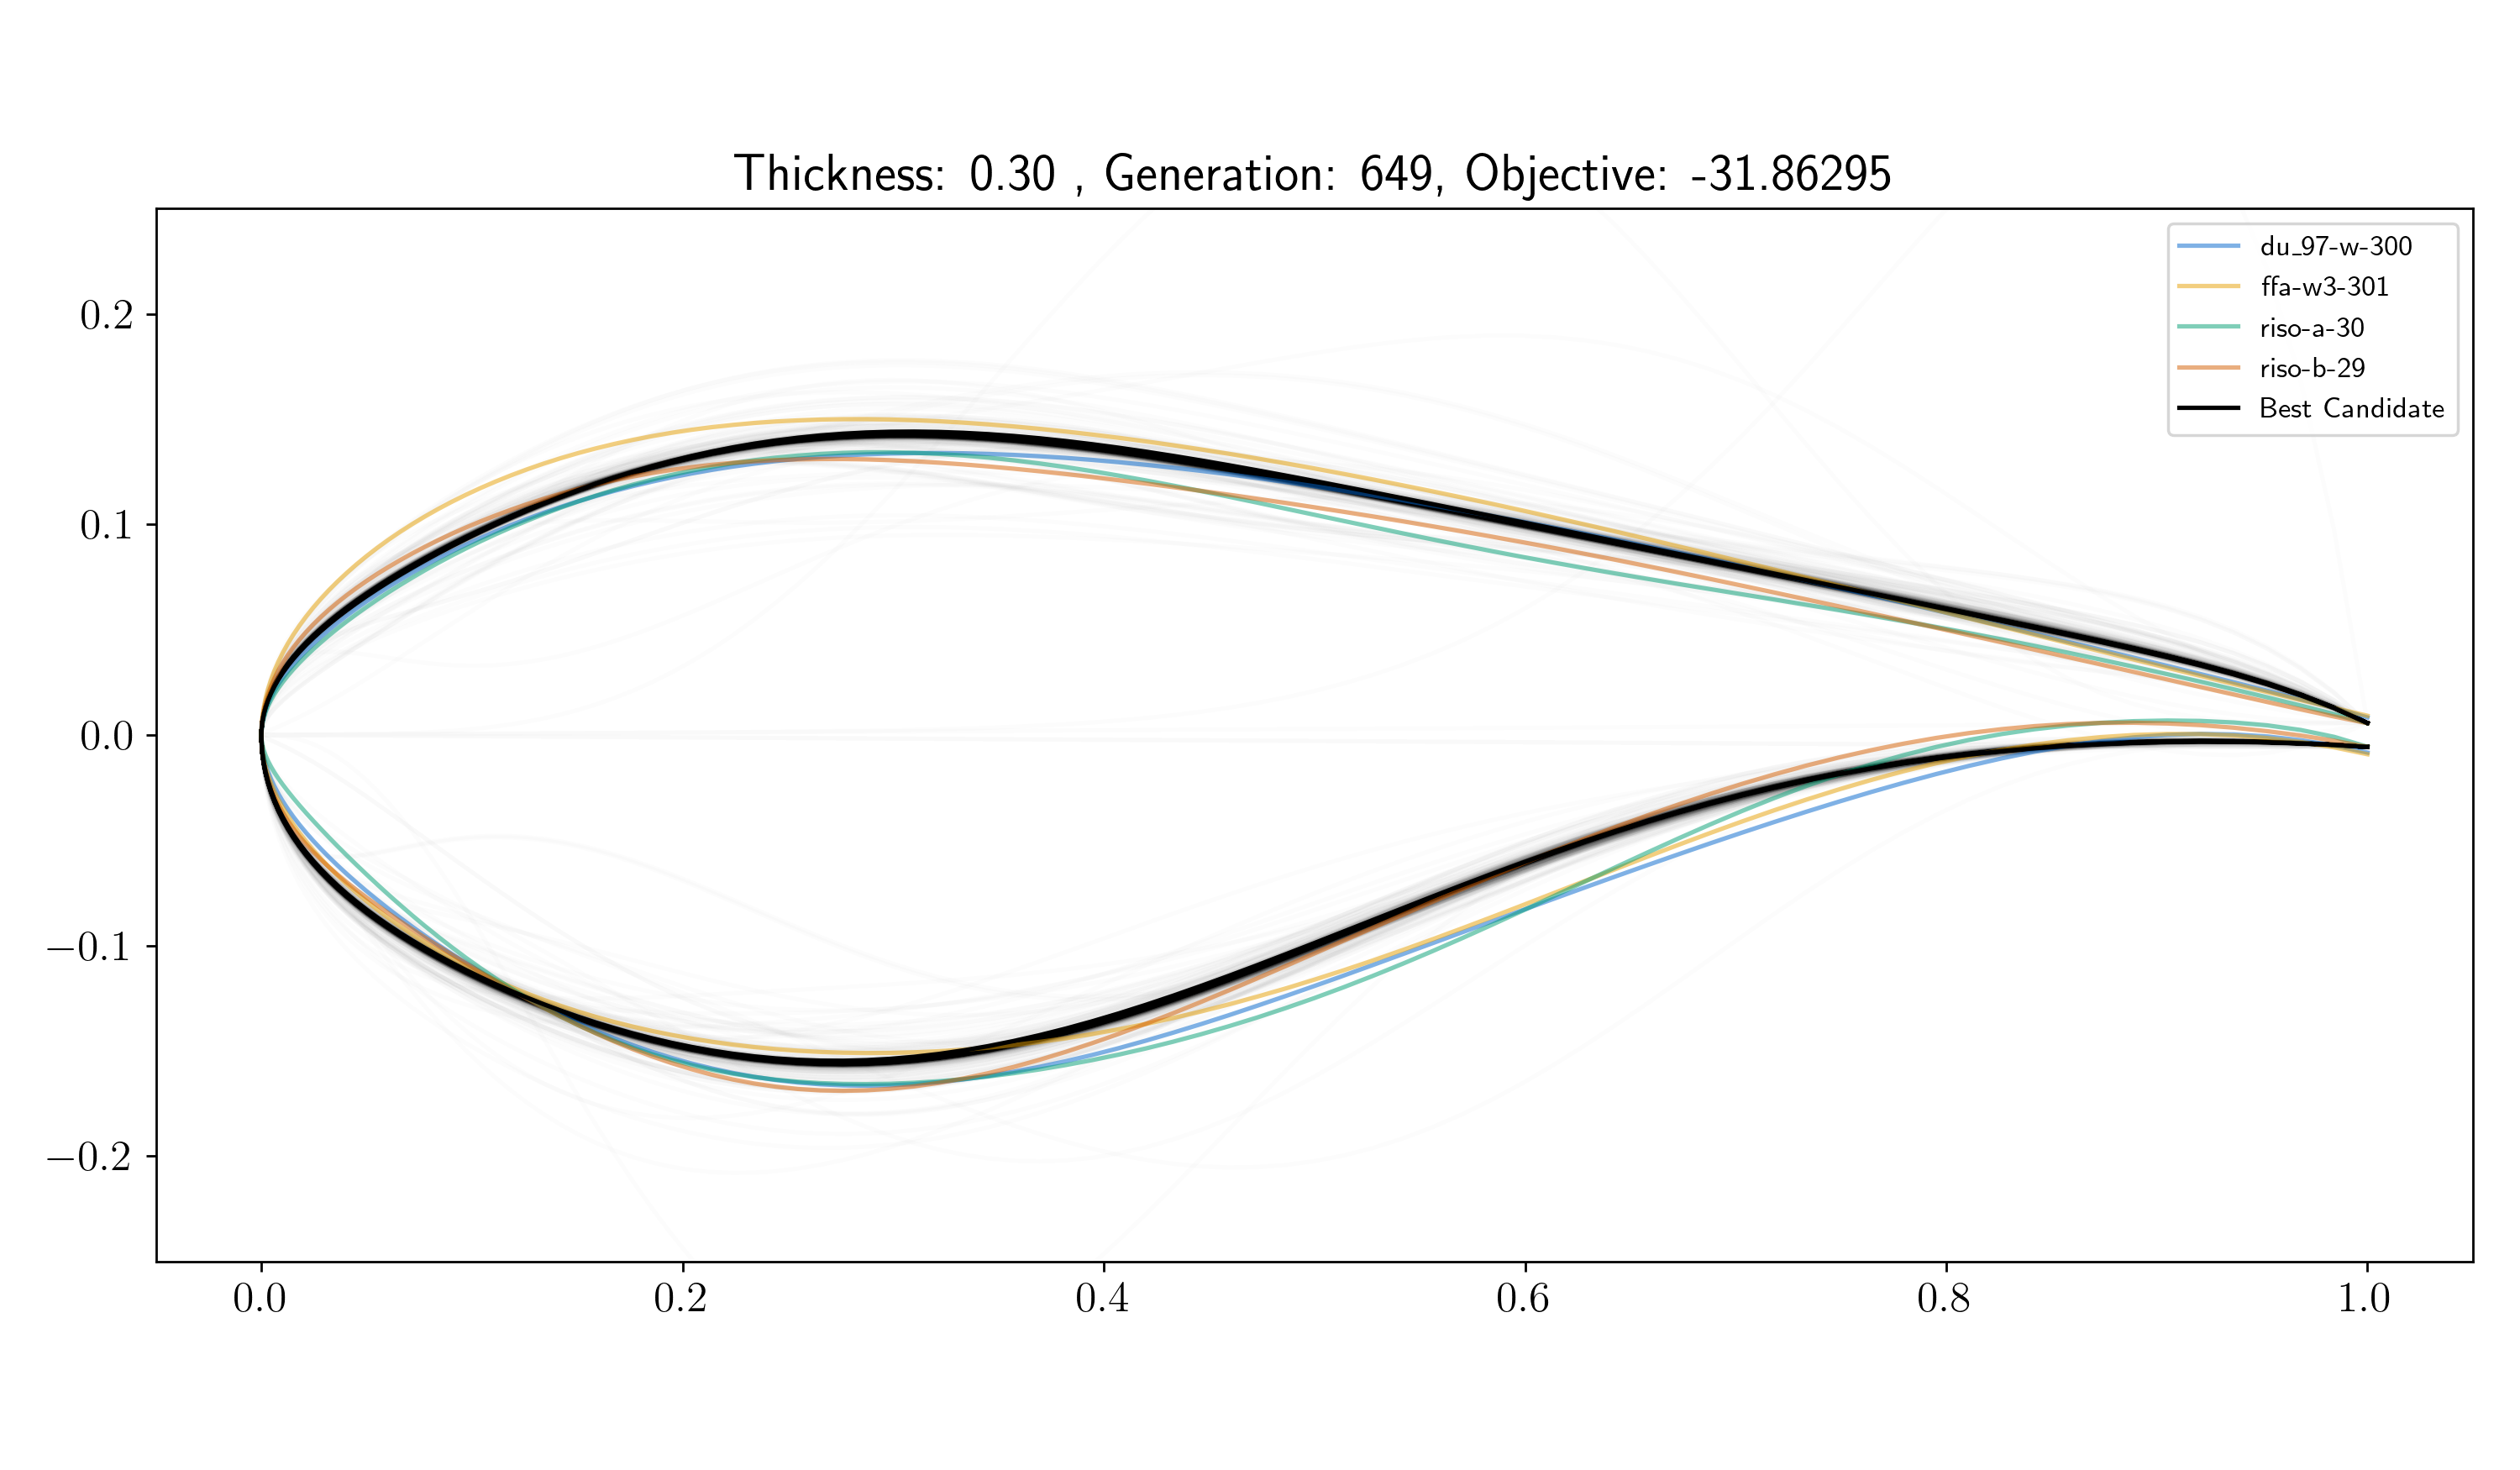 Thickness: 0.30 , Generation: 649, Objective: -31.86295
du_97-w-300
ffa-w3-301
riso-a-30
riso-b-29
Best Candidate
0.2
0.1
0.0
−0.1
−0.2
0.0 0.2 0.4 0.6 0.8 1.0